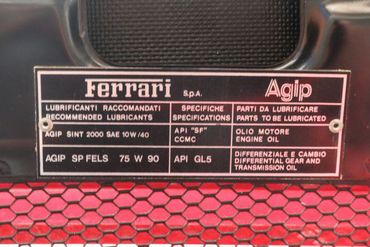 Ferrari S.p.A. Agip
LUBRIFICANTI RACCOMANDATI SPECIFICHE PARTI DA LUBRIFICARE
RECOMMENDED LUBRICANTS SPECIFICATIONS PARTS TO BE LUBRICATED
AGIP SINT 2000 SAE 10W/40 API "SF" OLIO MOTORE
CCMC ENGINE OIL
AGIP SP FELS 75 W 90 API GL5 DIFFERENZIALE E CAMBIO
DIFFERENTIAL GEAR AND
TRANSMISSION OIL